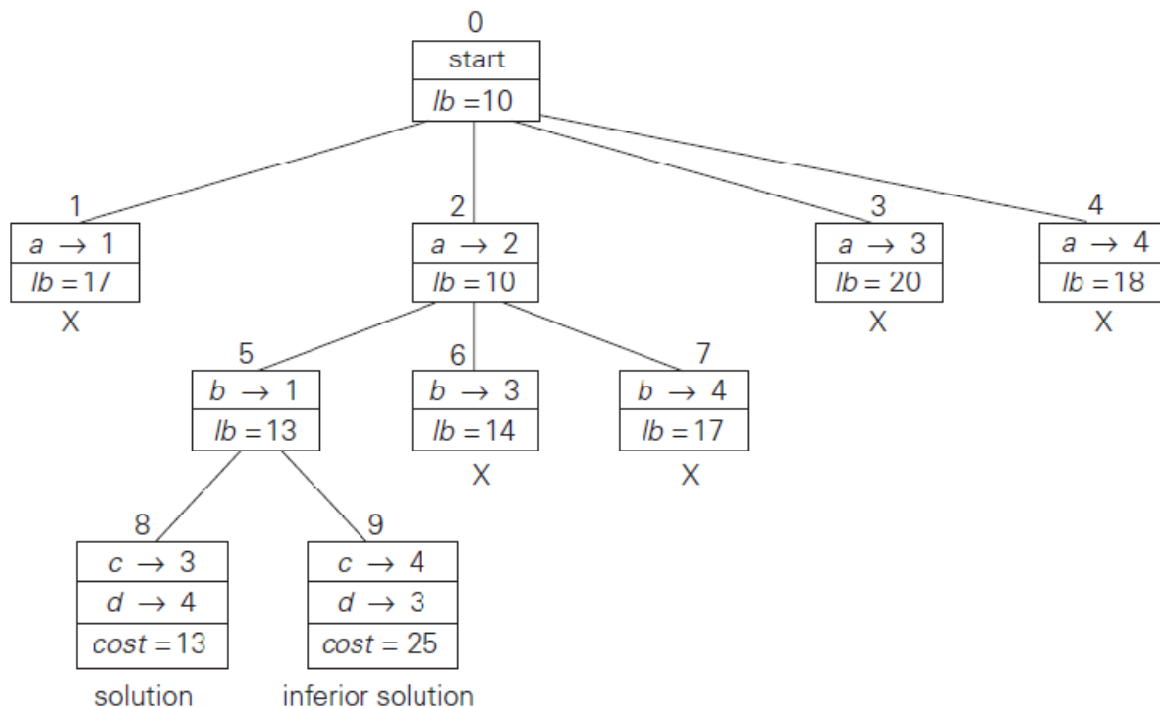 0
start
lb = 10
1 2 3 4
a → 1 a → 2 a → 3 a → 4
lb = 17 lb = 10 lb = 20 lb = 18
X X X
5 6 7
b → 1 b → 3 b → 4
lb = 13 lb = 14 lb = 17
X X
8 9
c → 3 c → 4
d → 4 d → 3
cost = 13 cost = 25
solution inferior solution